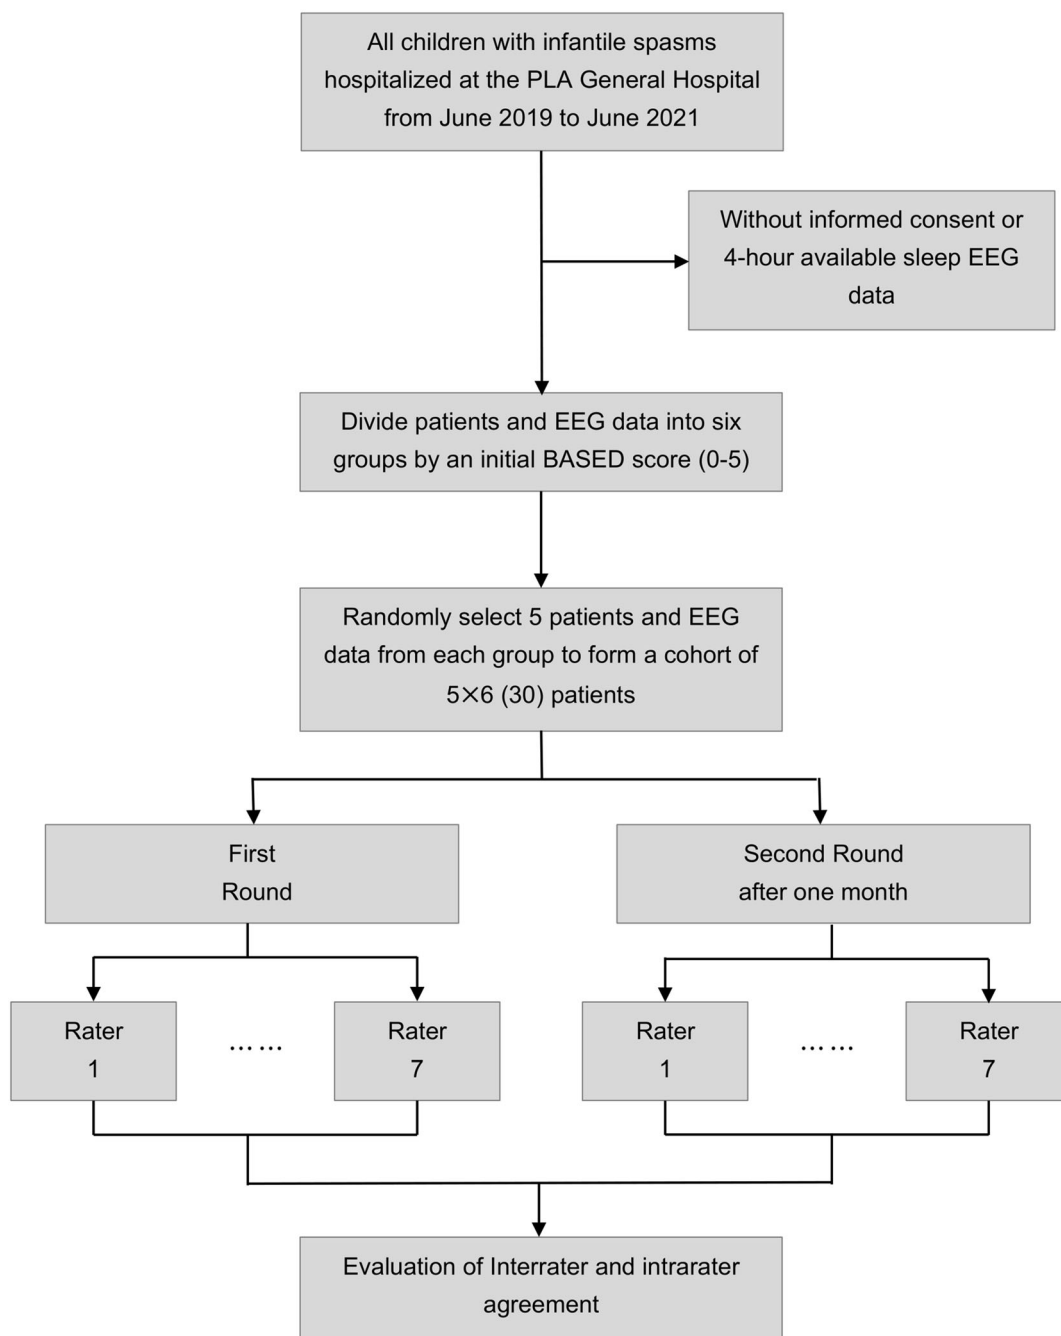 All children with infantile spasms
hospitalized at the PLA General Hospital
from June 2019 to June 2021
Without informed consent or
4-hour available sleep EEG
data
Divide patients and EEG data into six
groups by an initial BASED score (0-5)
Randomly select 5 patients and EEG
data from each group to form a cohort of
5×6 (30) patients
First
Round
Second Round
after one month
Rater
1
... ...
Rater
7
Rater
1
... ...
Rater
7
Evaluation of Interrater and intrarater
agreement